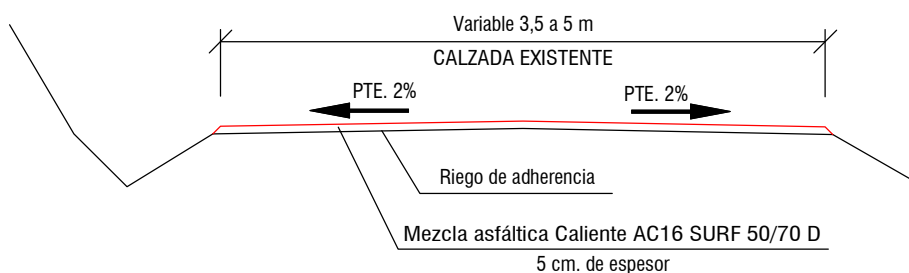 Variable 3,5 a 5 m
CALZADA EXISTENTE
PTE. 2%
PTE. 2%
Riego de adherencia
Mezcla asfáltica Caliente AC16 SURF 50/70 D
5 cm. de espesor